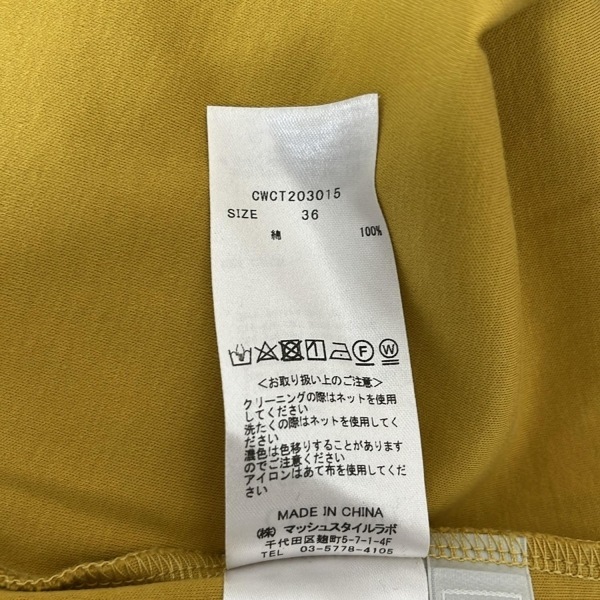 CWCT203015
SIZE 36
綿 100%
F W
<お取り扱い上のご注意>
クリーニングの際はネットを使用
してください
洗たくの際はネットを使用してく
ださい
濃色は色移りすることがあります
のでご注意ください
アイロンはあて布を使用してくだ
さい
MADE IN CHINA
(株) マッシュスタイルラボ
千代田区麹町5-7-1-4F
TEL 03-5778-4105